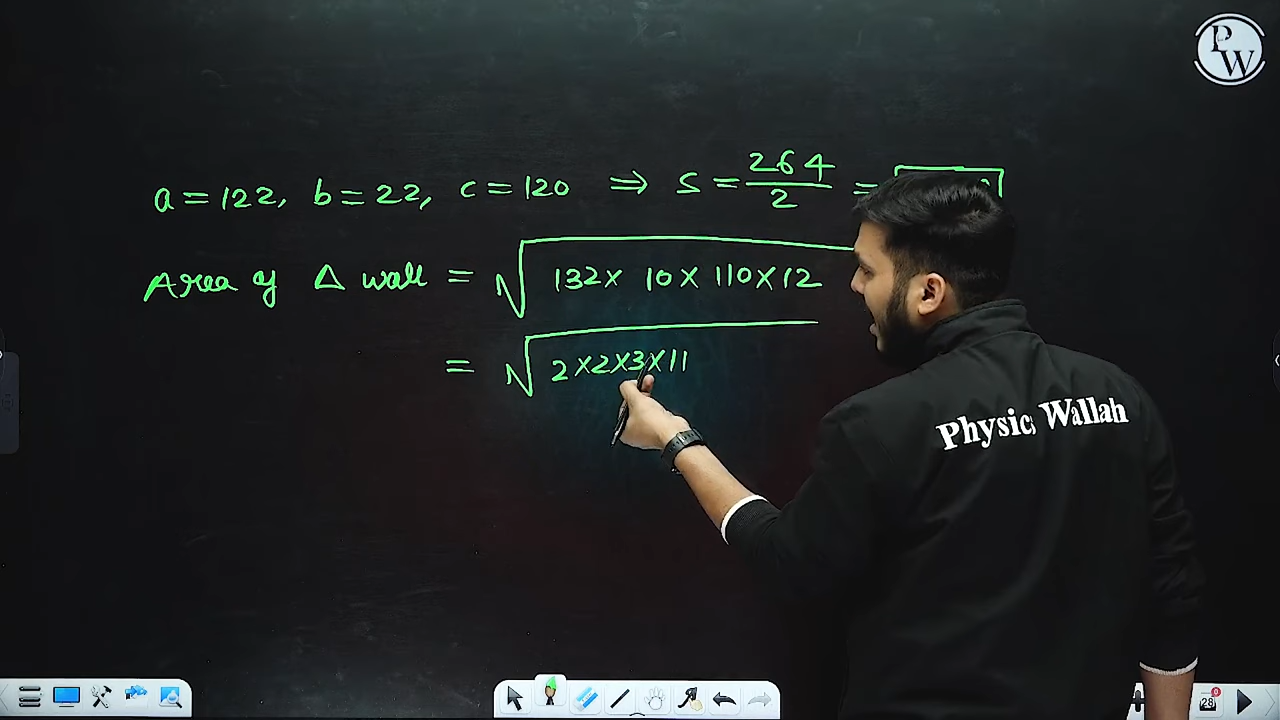 PW
a = 122, b = 22, c = 120 ⇒ S = 264/2 =
Area of Δ wall = √132 × 10 × 110 × 12
= √2 × 2 × 3 × 11
Physics Wallah
28